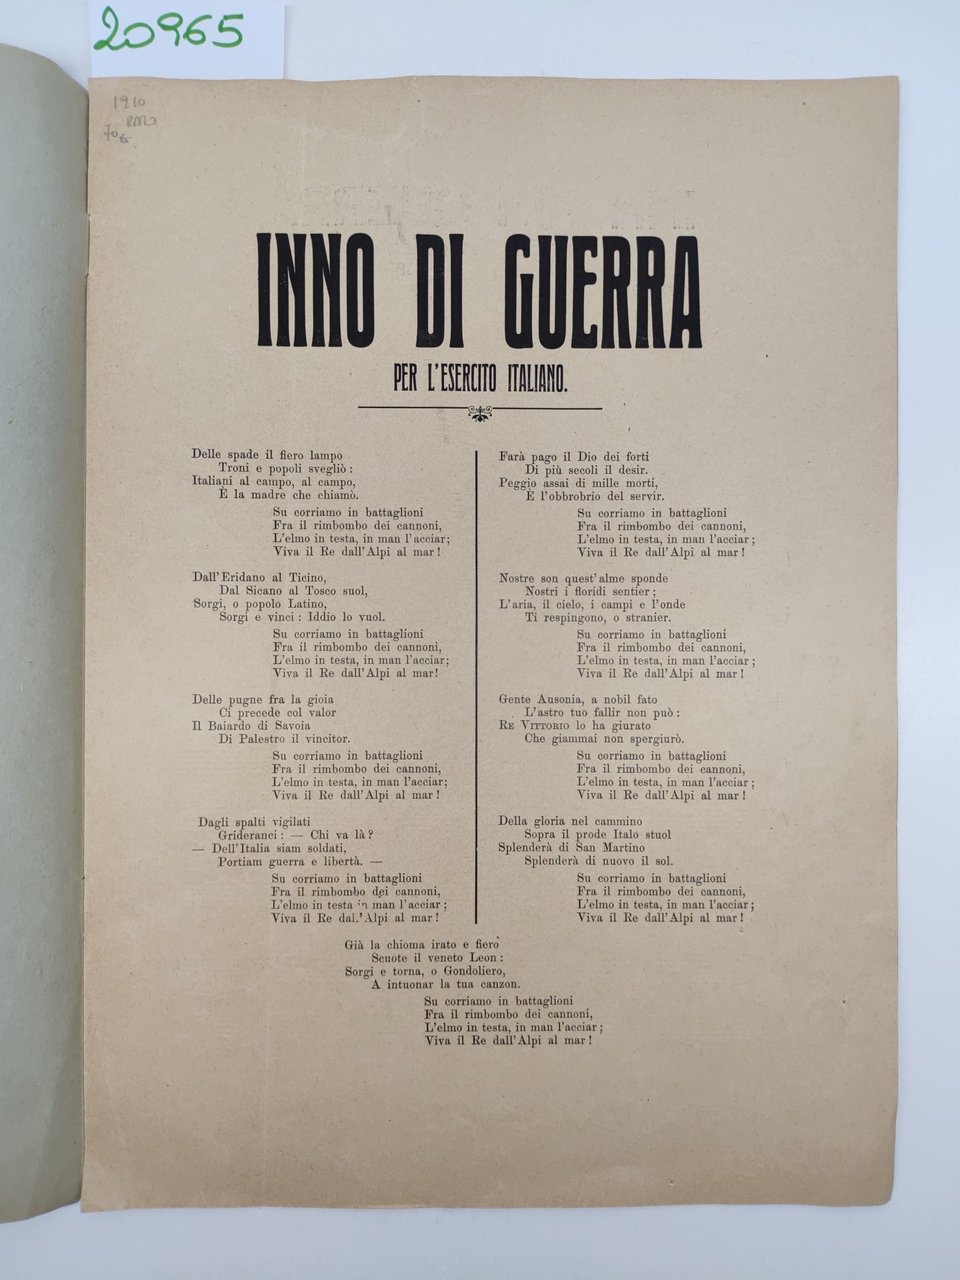 20965
1910
INNO DI GUERRA
PER L'ESERCITO ITALIANO.
Delle spade il fiero lampo
Troni e popoli svegliò :
Italiani al campo, al campo,
È la madre che chiamò.
Su corriamo in battaglioni
Fra il rimbombo dei cannoni,
L'elmo in testa, in man l'acciar ;
Viva il Re dall'Alpi al mar !
Dall'Eridano al Ticino,
Dal Sicano al Tosco suol,
Sorgi, o popolo Latino,
Sorgi e vinci : Iddio lo vuol.
Su corriamo in battaglioni
Fra il rimbombo dei cannoni,
L'elmo in testa, in man l'acciar;
Viva il Re dall'Alpi al mar!
Delle pugne fra la gioia
Ci precede col valor
Il Baiardo di Savoia
Di Palestro il vincitor.
Su corriamo in battaglioni
Fra il rimbombo dei cannoni,
L'elmo in testa, in man l'acciar;
Viva il Re dall'Alpi al mar !
Dagli spalti vigilati
Grideranci : — Chi va là ?
— Dell'Italia siam soldati,
Portiam guerra e libertà. —
Su corriamo in battaglioni
Fra il rimbombo dei cannoni,
L'elmo in testa in man l'acciar ;
Viva il Re dall'Alpi al mar !
Farà pago il Dio dei forti
Di più secoli il desir.
Peggio assai di mille morti,
È l'obbrobrio del servir.
Su corriamo in battaglioni
Fra il rimbombo dei cannoni,
L'elmo in testa, in man l'acciar ;
Viva il Re dall'Alpi al mar !
Nostre son quest'alme sponde
Nostri i floridi sentier ;
L'aria, il cielo, i campi e l'onde
Ti respingono, o stranier.
Su corriamo in battaglioni
Fra il rimbombo dei cannoni,
L'elmo in testa, in man l'acciar ;
Viva il Re dall'Alpi al mar !
Gente Ausonia, a nobil fato
L'astro tuo fallir non può :
RE VITTORIO lo ha giurato
Che giammai non spergiurò.
Su corriamo in battaglioni
Fra il rimbombo dei cannoni,
L'elmo in testa, in man l'acciar ;
Viva il Re dall'Alpi al mar !
Della gloria nel cammino
Sopra il prode Italo stuol
Splenderà di San Martino
Splenderà di nuovo il sol.
Su corriamo in battaglioni
Fra il rimbombo dei cannoni,
L'elmo in testa, in man l'acciar ;
Viva il Re dall'Alpi al mar !
Già la chioma irato e fiero
Scuote il veneto Leon :
Sorgi e torna, o Gondoliero,
A intuonar la tua canzon.
Su corriamo in battaglioni
Fra il rimbombo dei cannoni,
L'elmo in testa, in man l'acciar ;
Viva il Re dall'Alpi al mar !